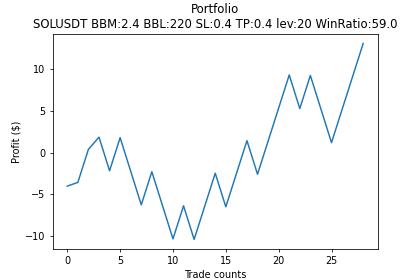 Portfolio
SOLUSDT BBM:2.4 BBL:220 SL:0.4 TP:0.4 lev:20 WinRatio:59.0
10
5
0
−5
−10
Profit ($)
0
5
10
15
20
25
Trade counts